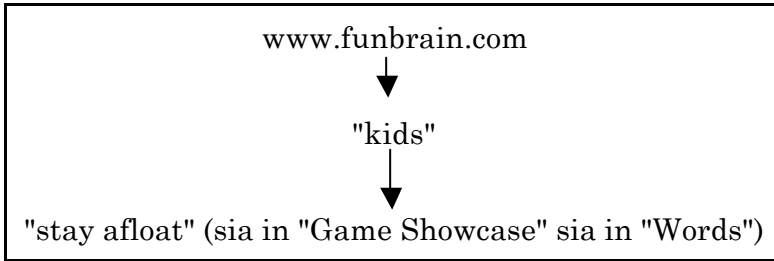 www.funbrain.com
"kids"
"stay afloat" (sia in "Game Showcase" sia in "Words")